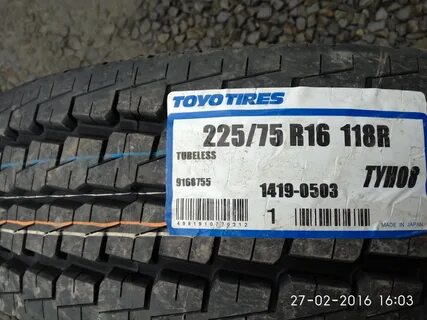 TOYO TIRES
225/75 R16 118R
TUBELESS
TYH08
9168755
1419-0503
1
MADE IN JAPAN
27-02-2016 16:03